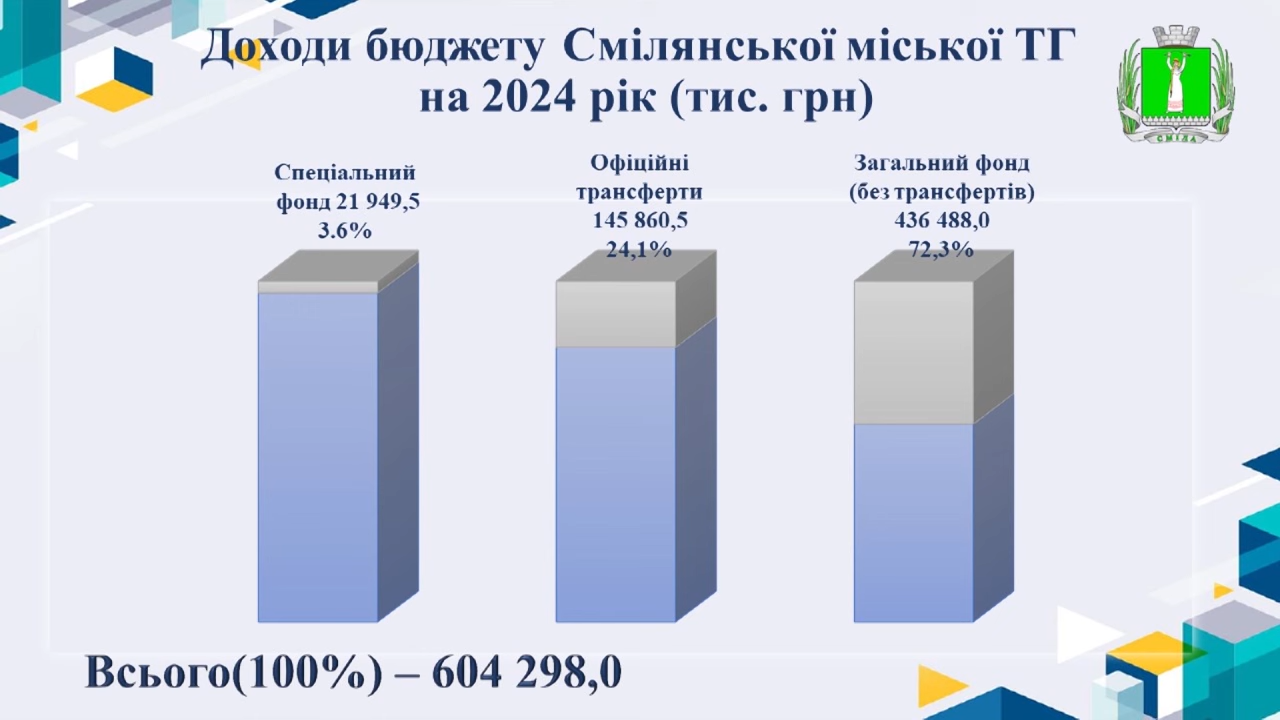 Доходи бюджету Смілянської міської ТГ
на 2024 рік (тис. грн)
СМІЛА
Спеціальний
фонд 21 949,5
3.6%
Офіційні
трансферти
145 860,5
24,1%
Загальний фонд
(без трансфертів)
436 488,0
72,3%
Всього(100%) – 604 298,0